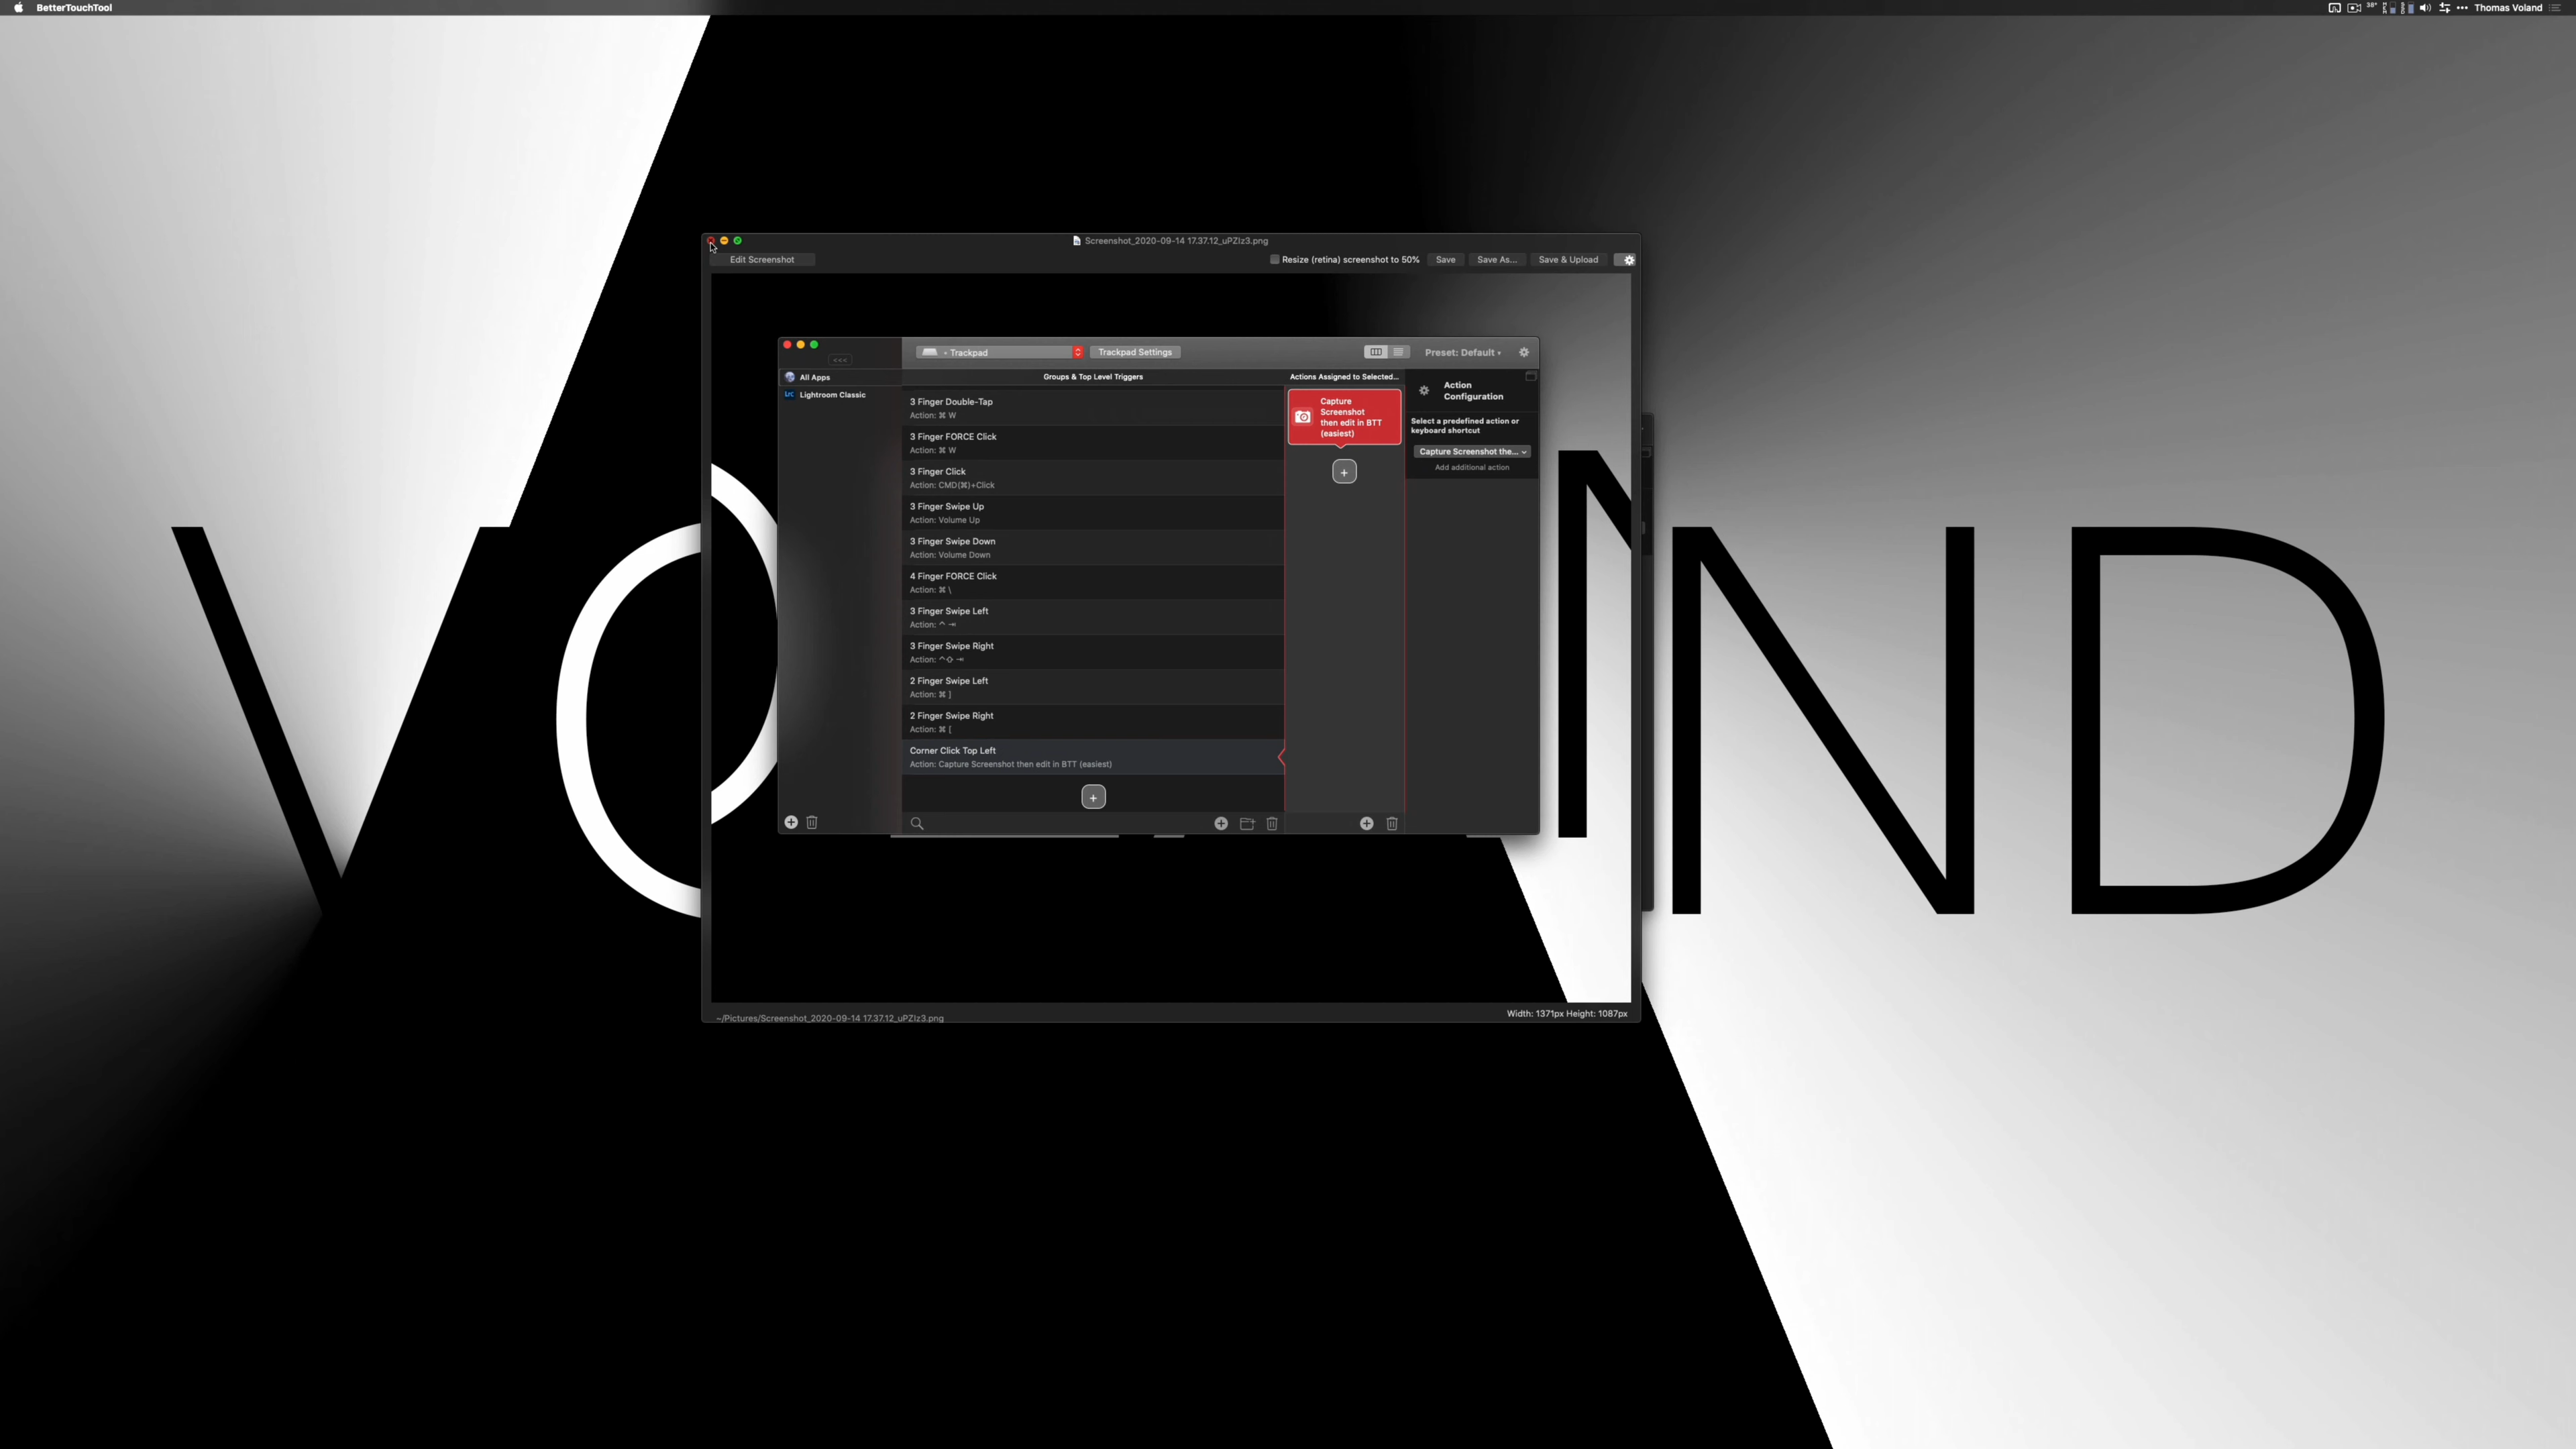 BetterTouchTool
38°
Thomas Voland
Screenshot_2020-09-14 17.37.12_uPZIz3.png
Edit Screenshot
Resize (retina) screenshot to 50%
Save
Save As...
Save & Upload
<<<
Trackpad
Trackpad Settings
Preset: Default
All Apps
Lightroom Classic
Groups & Top Level Triggers
3 Finger Double-Tap
Action: ⌘ W
3 Finger FORCE Click
Action: ⌘ W
3 Finger Click
Action: CMD(⌘)+Click
3 Finger Swipe Up
Action: Volume Up
3 Finger Swipe Down
Action: Volume Down
4 Finger FORCE Click
Action: ⌘ \
3 Finger Swipe Left
Action: ^ ⇥
3 Finger Swipe Right
Action: ^⇧ ⇥
2 Finger Swipe Left
Action: ⌘ ]
2 Finger Swipe Right
Action: ⌘ [
Corner Click Top Left
Action: Capture Screenshot then edit in BTT (easiest)
Actions Assigned to Selected...
Capture
Screenshot
then edit in BTT
(easiest)
Action
Configuration
Select a predefined action or
keyboard shortcut
Capture Screenshot the...
Add additional action
~/Pictures/Screenshot_2020-09-14 17.37.12_uPZIz3.png
Width: 1371px Height: 1087px
VO
N
ND